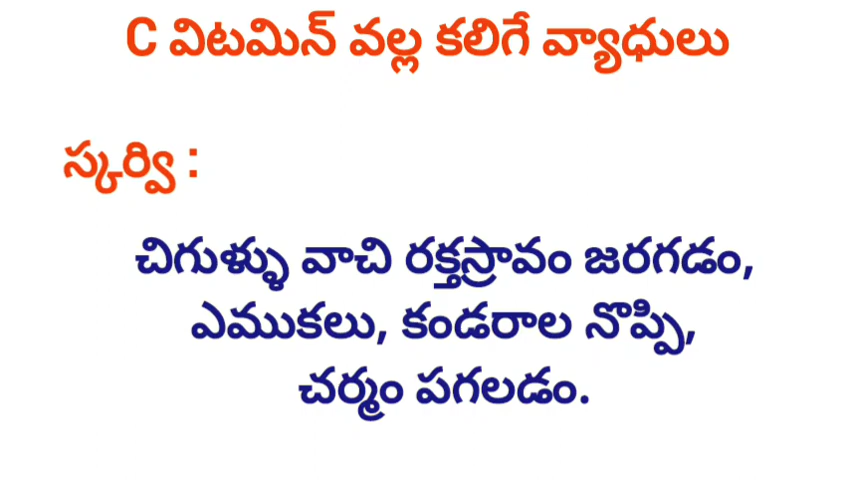 C విటమిన్ వల్ల కలిగే వ్యాధులు
స్కర్వి :
చిగుళ్ళు వాచి రక్తస్రావం జరగడం,
ఎముకలు, కండరాల నొప్పి,
చర్మం పగలడం.